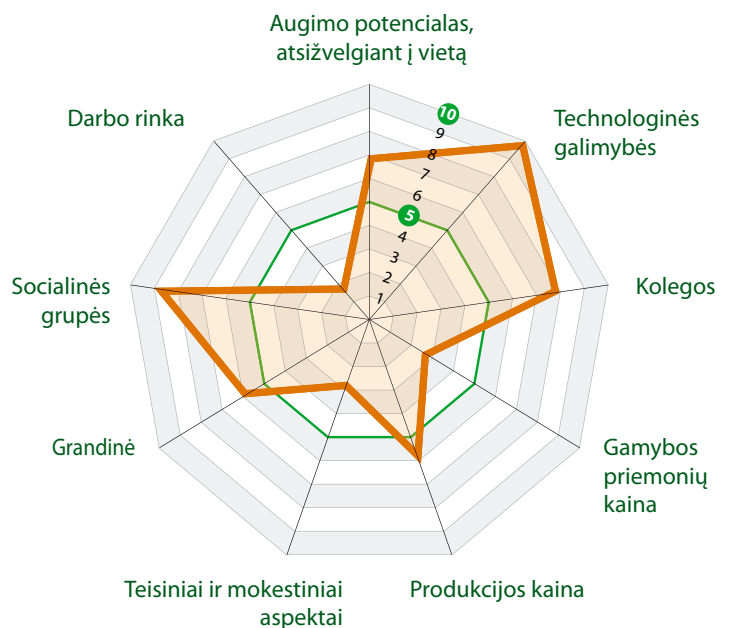 Augimo potencialas,
atsižvelgiant į vietą
Darbo rinka
10
Technologinės
galimybės
9
8
7
6
5
4
3
2
1
Socialinės
grupės
Kolegos
Grandinė
Gamybos
priemonių
kaina
Teisiniai ir mokestiniai
aspektai
Produkcijos kaina